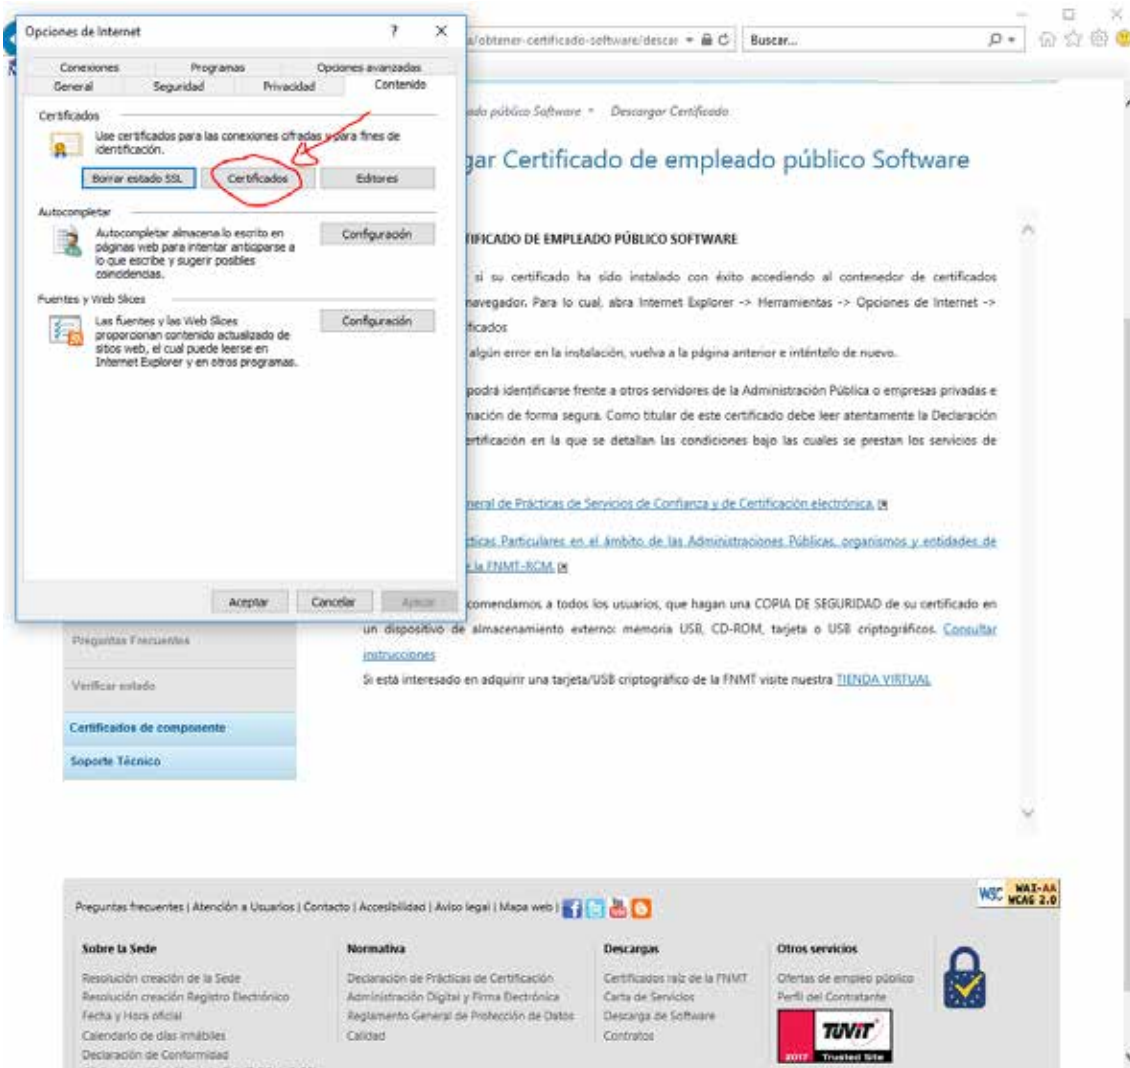 Opciones de Internet
?
Conexiones Programas Opciones avanzadas
General Seguridad Privacidad Contenido
Certificados
Use certificados para las conexiones cifradas y para fines de
identificación.
Borrar estado SSL Certificados Editores
Autocompletar
Autocompletar almacena lo escrito en
páginas web para intentar anticiparse a
lo que escribe y sugerir posibles
coincidencias.
Configuración
Fuentes y Web Slices
Las fuentes y las Web Slices
proporcionan contenido actualizado de
sitios web, el cual puede leerse en
Internet Explorer y en otros programas.
Configuración
Aceptar Cancelar Aplicar
a/obtener-certificado-software/descar
Buscar...
ado público Software Descargar Certificado
gar Certificado de empleado público Software
TIFICADO DE EMPLEADO PÚBLICO SOFTWARE
si su certificado ha sido instalado con éxito accediendo al contenedor de certificados
navegador. Para lo cual, abra Internet Explorer -> Herramientas -> Opciones de Internet ->
ficados
algún error en la instalación, vuelva a la página anterior e inténtelo de nuevo.
podrá identificarse frente a otros servidores de la Administración Pública o empresas privadas e
mación de forma segura. Como titular de este certificado debe leer atentamente la Declaración
ertificación en la que se detallan las condiciones bajo las cuales se prestan los servicios de
neral de Prácticas de Servicios de Confianza y de Certificación electrónica.
cticas Particulares en el ámbito de las Administraciones Públicas, organismos y entidades de
la FNMT-RCM.
comendamos a todos los usuarios, que hagan una COPIA DE SEGURIDAD de su certificado en
un dispositivo de almacenamiento externo: memoria USB, CD-ROM, tarjeta o USB criptográficos. Consultar
instrucciones
Si está interesado en adquirir una tarjeta/USB criptográfico de la FNMT visite nuestra TIENDA VIRTUAL
Preguntas Frecuentes
Verificar estado
Certificados de componente
Soporte Técnico
Preguntas frecuentes | Atención a Usuarios | Contacto | Accesibilidad | Aviso legal | Mapa web |
W3C WAI-AA
WCAG 2.0
Sobre la Sede
Resolución creación de la Sede
Resolución creación Registro Electrónico
Fecha y Hora oficial
Calendario de días inhábiles
Declaración de Conformidad
Normativa
Declaración de Prácticas de Certificación
Administración Digital y Firma Electrónica
Reglamento General de Protección de Datos
Calidad
Descargas
Certificados raíz de la FNMT
Carta de Servicios
Descarga de Software
Contratos
Otros servicios
Ofertas de empleo público
Perfil del Contratante
TUViT
2017 Trusted Site